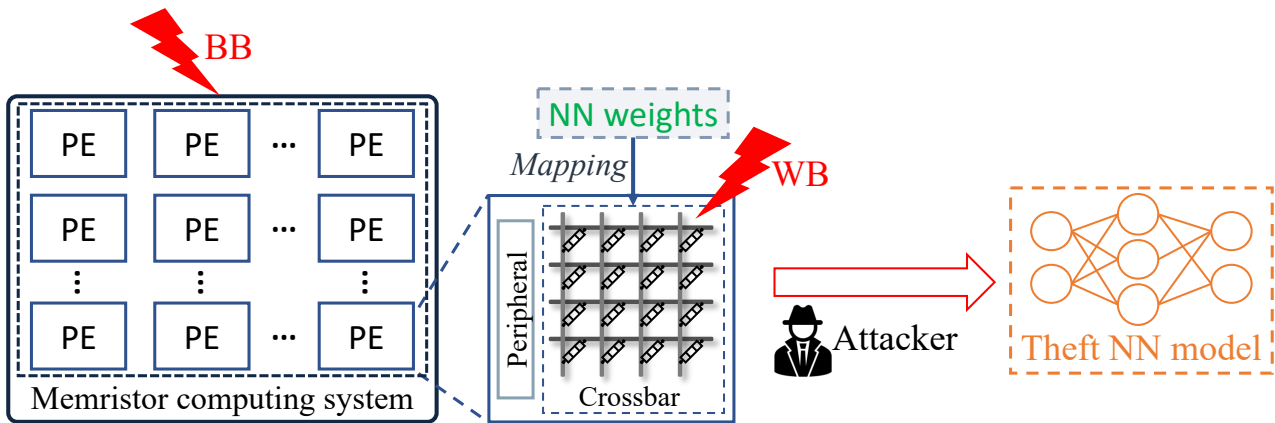 BB
PE PE ... PE
PE PE ... PE
PE PE ... PE
Memristor computing system
NN weights
Mapping
WB
Peripheral
Crossbar
Attacker
Theft NN model